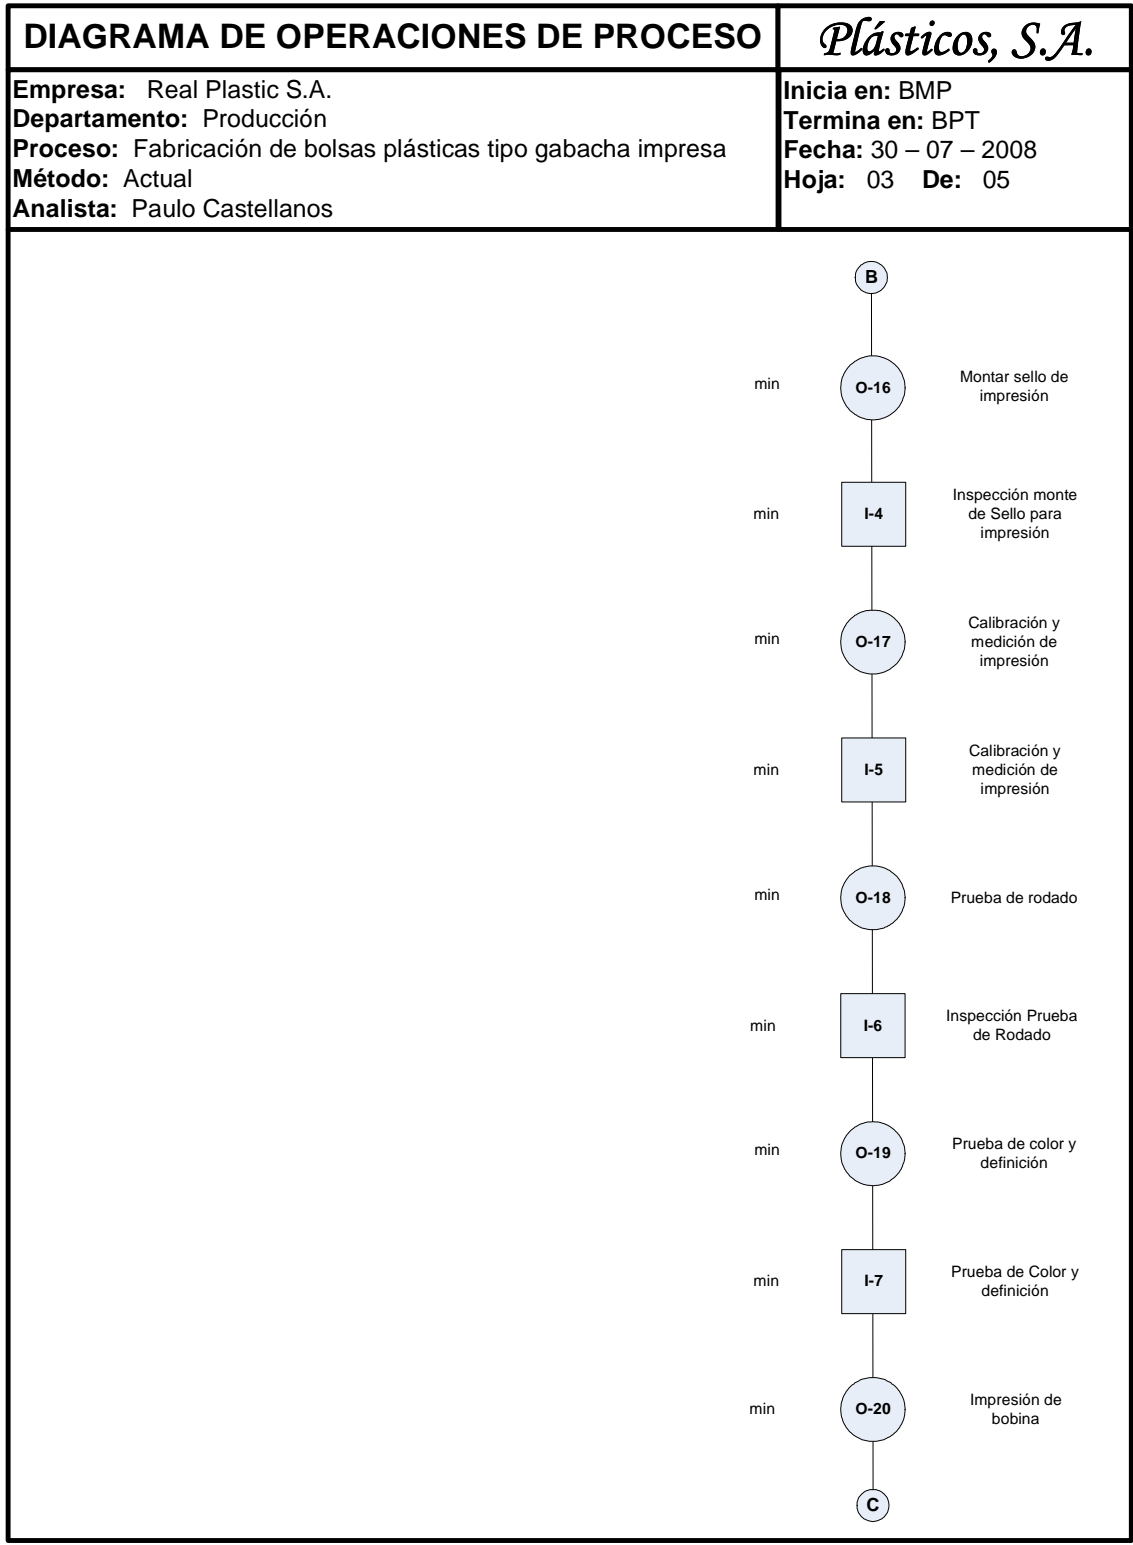 DIAGRAMA DE OPERACIONES DE PROCESO
Plásticos, S.A.
Empresa: Real Plastic S.A.
Departamento: Producción
Proceso: Fabricación de bolsas plásticas tipo gabacha impresa
Método: Actual
Analista: Paulo Castellanos
Inicia en: BMP
Termina en: BPT
Fecha: 30 – 07 – 2008
Hoja: 03 De: 05
B
min
O-16
Montar sello de
impresión
min
I-4
Inspección monte
de Sello para
impresión
min
O-17
Calibración y
medición de
impresión
min
I-5
Calibración y
medición de
impresión
min
O-18
Prueba de rodado
min
I-6
Inspección Prueba
de Rodado
min
O-19
Prueba de color y
definición
min
I-7
Prueba de Color y
definición
min
O-20
Impresión de
bobina
C